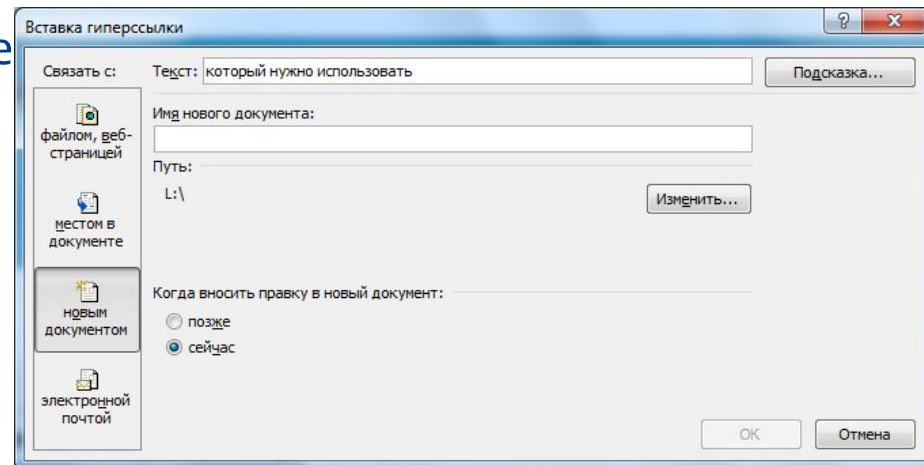 Вставка гиперссылки
е
Связать с:
Текст: который нужно использовать
Подсказка...
файлом, веб-
страницей
Имя нового документа:
Путь:
L:\
Изменить...
местом в
документе
новым
документом
Когда вносить правку в новый документ:
позже
сейчас
электронной
почтой
ОК
Отмена